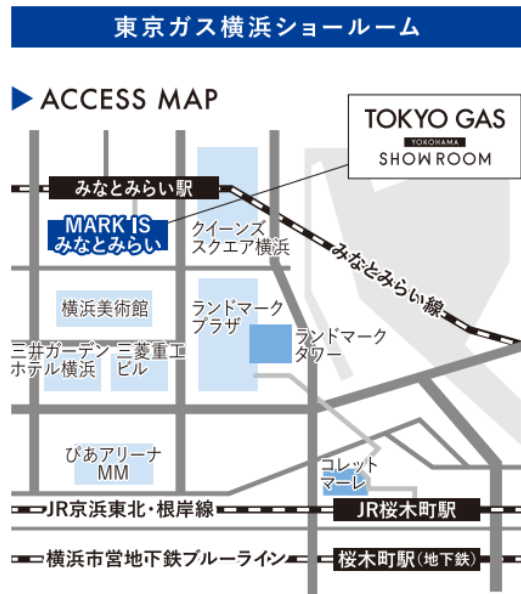 東京ガス横浜ショールーム
ACCESS MAP
TOKYO GAS
YOKOHAMA
SHOWROOM
みなとみらい駅
MARK IS
みなとみらい
クイーンズ
スクエア横浜
みなとみらい線
横浜美術館
ランドマーク
プラザ
ランドマーク
タワー
三井ガーデン
ホテル横浜
三菱重工
ビル
ぴあアリーナ
MM
コレット
マーレ
JR京浜東北・根岸線
JR桜木町駅
横浜市営地下鉄ブルーライン
桜木町駅(地下鉄)